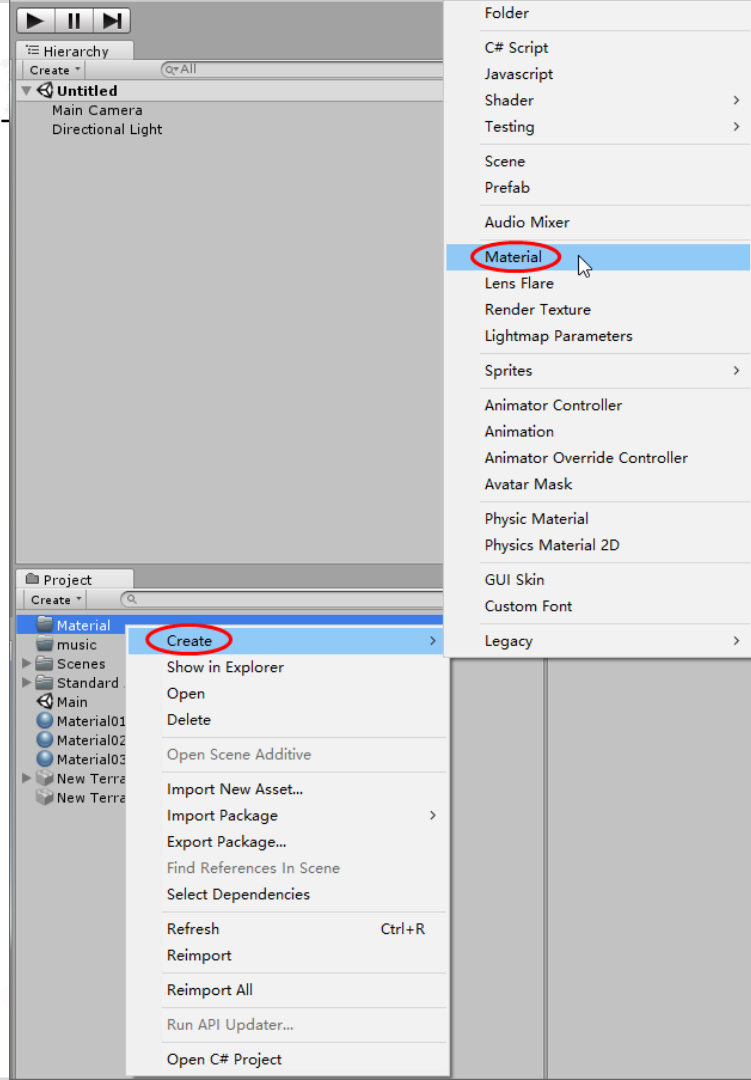 Hierarchy
Create
All
Untitled
Main Camera
Directional Light
Folder
C# Script
Javascript
Shader
Testing
Scene
Prefab
Audio Mixer
Material
Lens Flare
Render Texture
Lightmap Parameters
Sprites
Animator Controller
Animation
Animator Override Controller
Avatar Mask
Physic Material
Physics Material 2D
GUI Skin
Custom Font
Legacy
Project
Create
Material
music
Scenes
Standard
Main
Material01
Material02
Material03
New Terra
New Terra
Create
Show in Explorer
Open
Delete
Open Scene Additive
Import New Asset...
Import Package
Export Package...
Find References In Scene
Select Dependencies
Refresh Ctrl+R
Reimport
Reimport All
Run API Updater...
Open C# Project